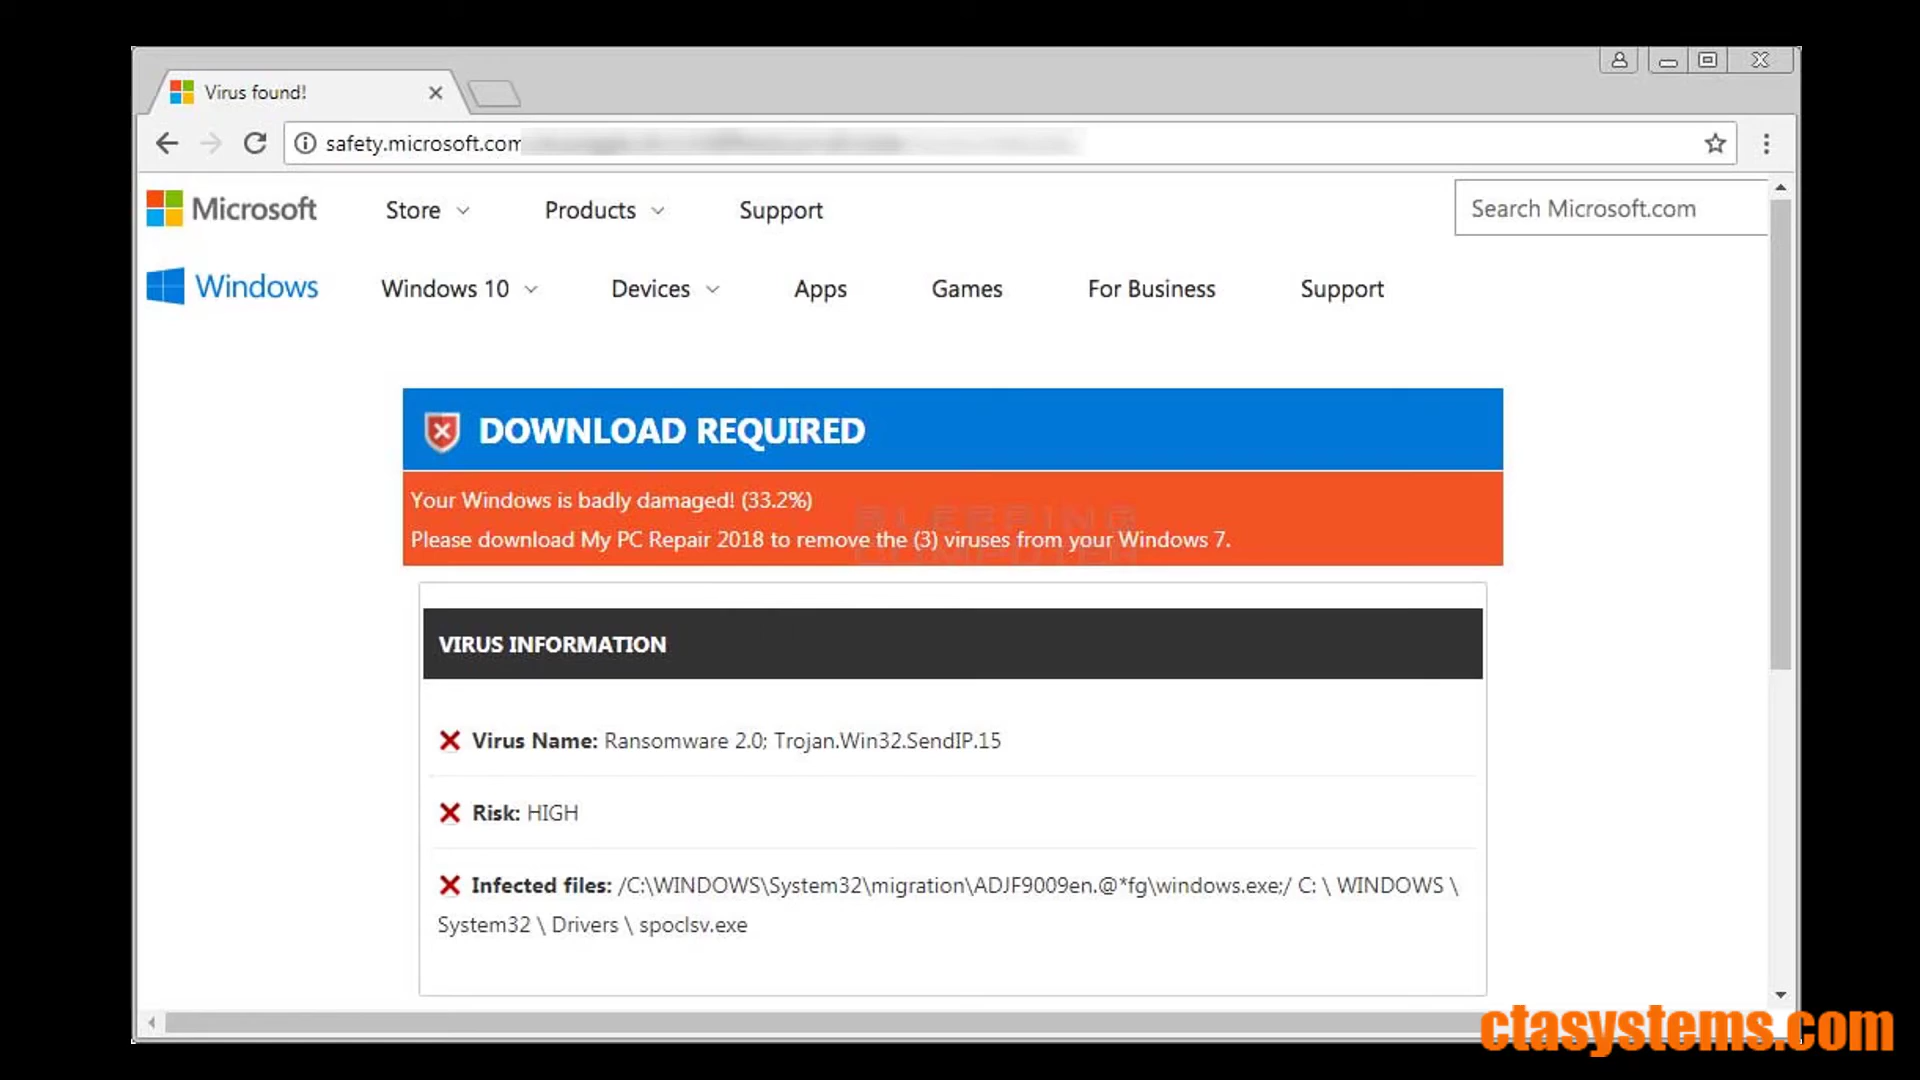 Virus found!
safety.microsoft.com
Microsoft Store Products Support Search Microsoft.com
Windows Windows 10 Devices Apps Games For Business Support
DOWNLOAD REQUIRED
Your Windows is badly damaged! (33.2%)
BLEEPING
COMPUTER
Please download My PC Repair 2018 to remove the (3) viruses from your Windows 7.
VIRUS INFORMATION
Virus Name: Ransomware 2.0; Trojan.Win32.SendIP.15
Risk: HIGH
Infected files: /C:\WINDOWS\System32\migration\ADJF9009en.@*fg\windows.exe;/ C: \ WINDOWS \
System32 \ Drivers \ spoclsv.exe
ctasystems.com